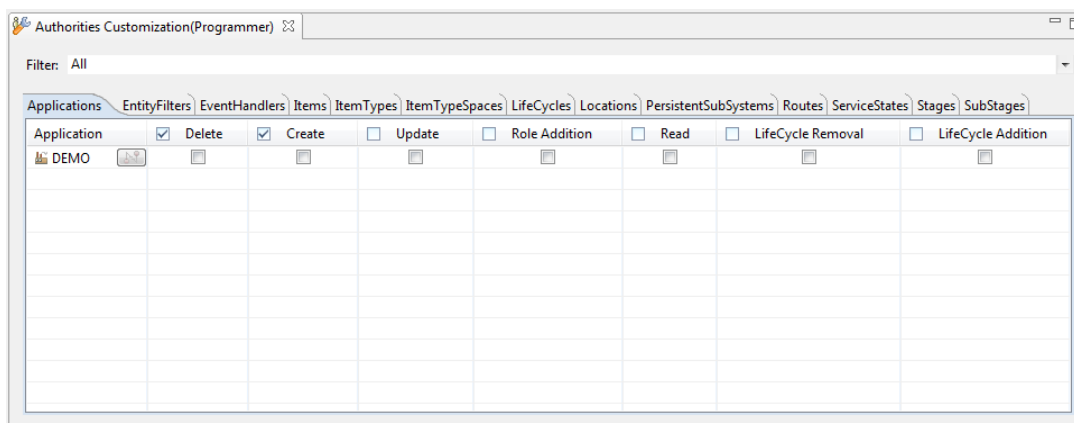 Authorities Customization(Programmer)
Filter: All
Applications EntityFilters EventHandlers Items ItemTypes ItemTypeSpaces LifeCycles Locations PersistentSubSystems Routes ServiceStates Stages SubStages
Application Delete Create Update Role Addition Read LifeCycle Removal LifeCycle Addition
DEMO